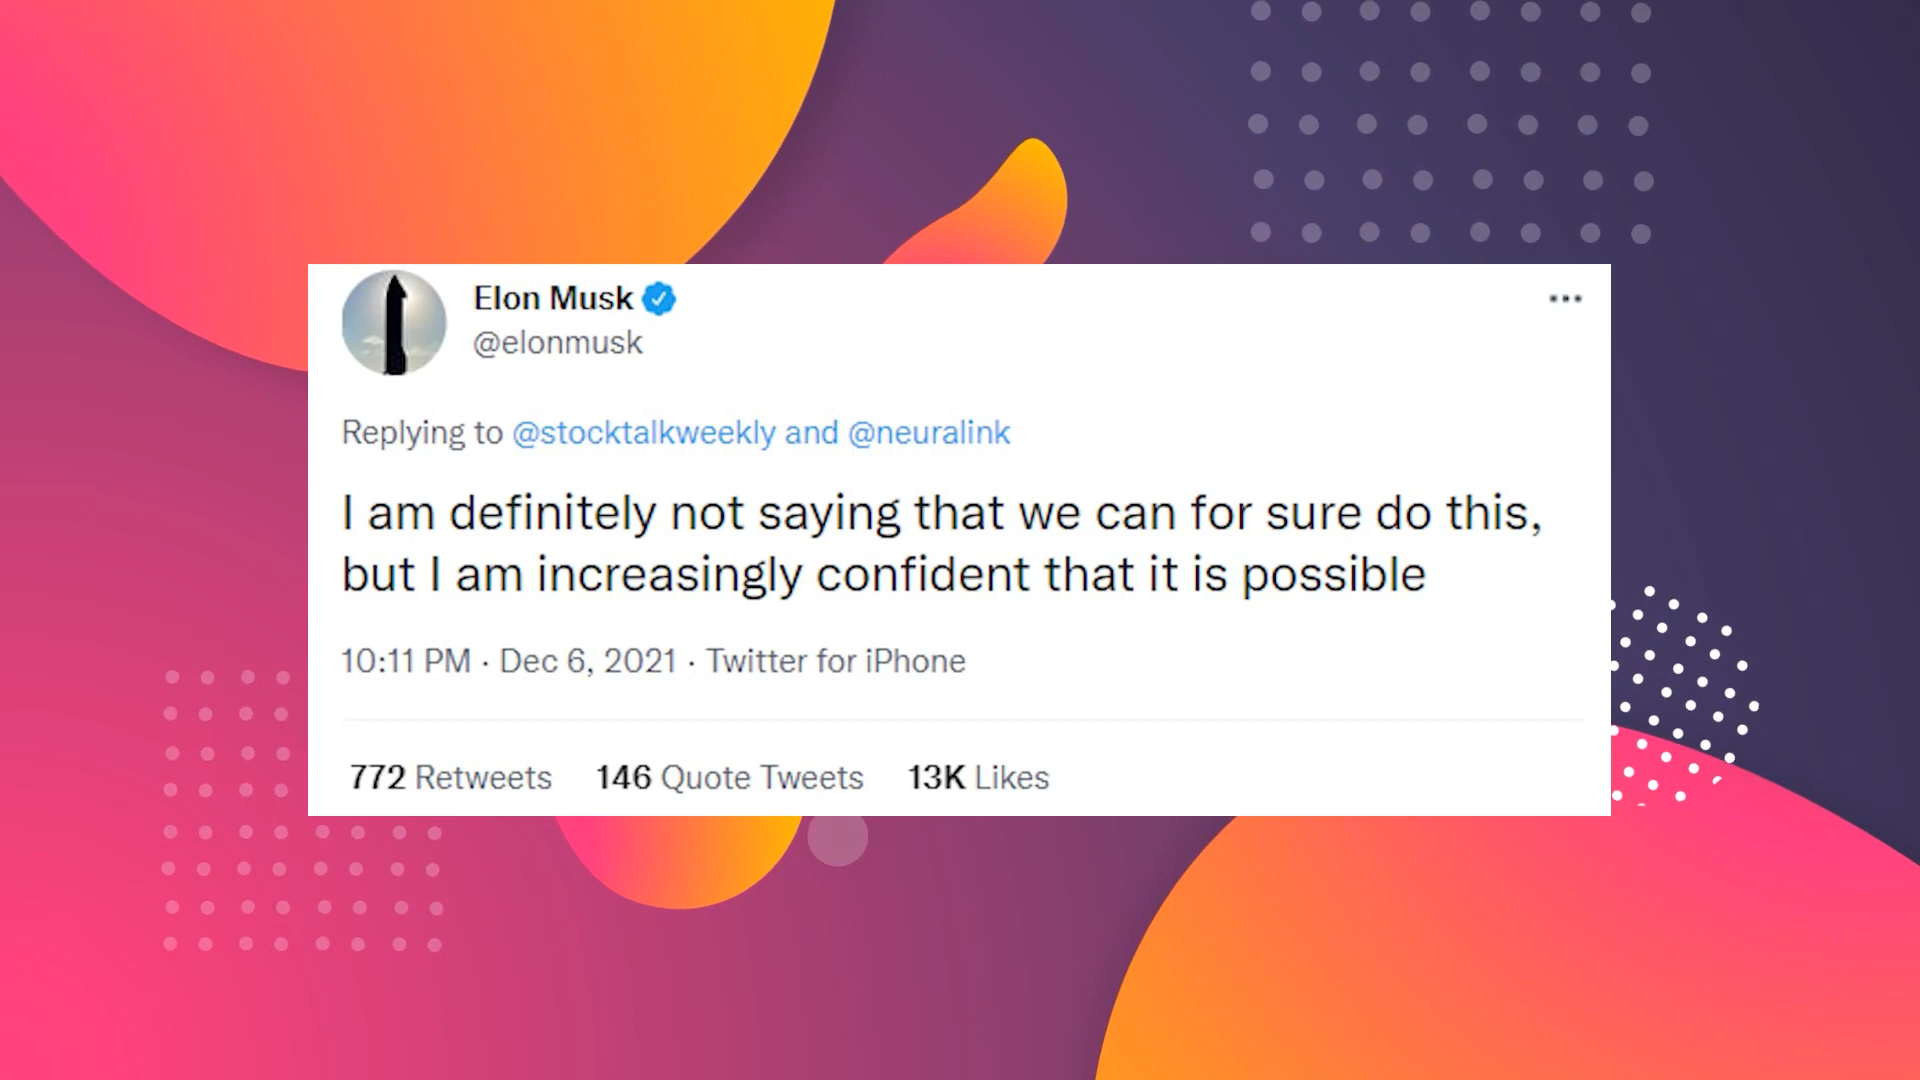 Elon Musk
@elonmusk
Replying to @stocktalkweekly and @neuralink
I am definitely not saying that we can for sure do this,
but I am increasingly confident that it is possible
10:11 PM · Dec 6, 2021 · Twitter for iPhone
772 Retweets 146 Quote Tweets 13K Likes